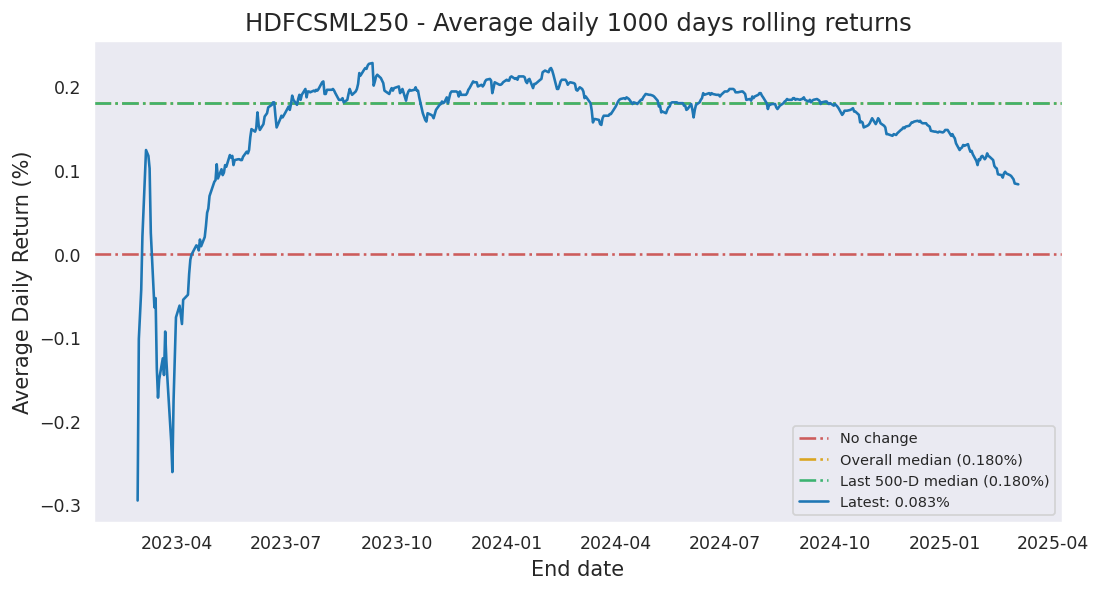 HDFCSML250 - Average daily 1000 days rolling returns
Average Daily Return (%)
0.2
0.1
0.0
−0.1
−0.2
−0.3
No change
Overall median (0.180%)
Last 500-D median (0.180%)
Latest: 0.083%
2023-04 2023-07 2023-10 2024-01 2024-04 2024-07 2024-10 2025-01 2025-04
End date